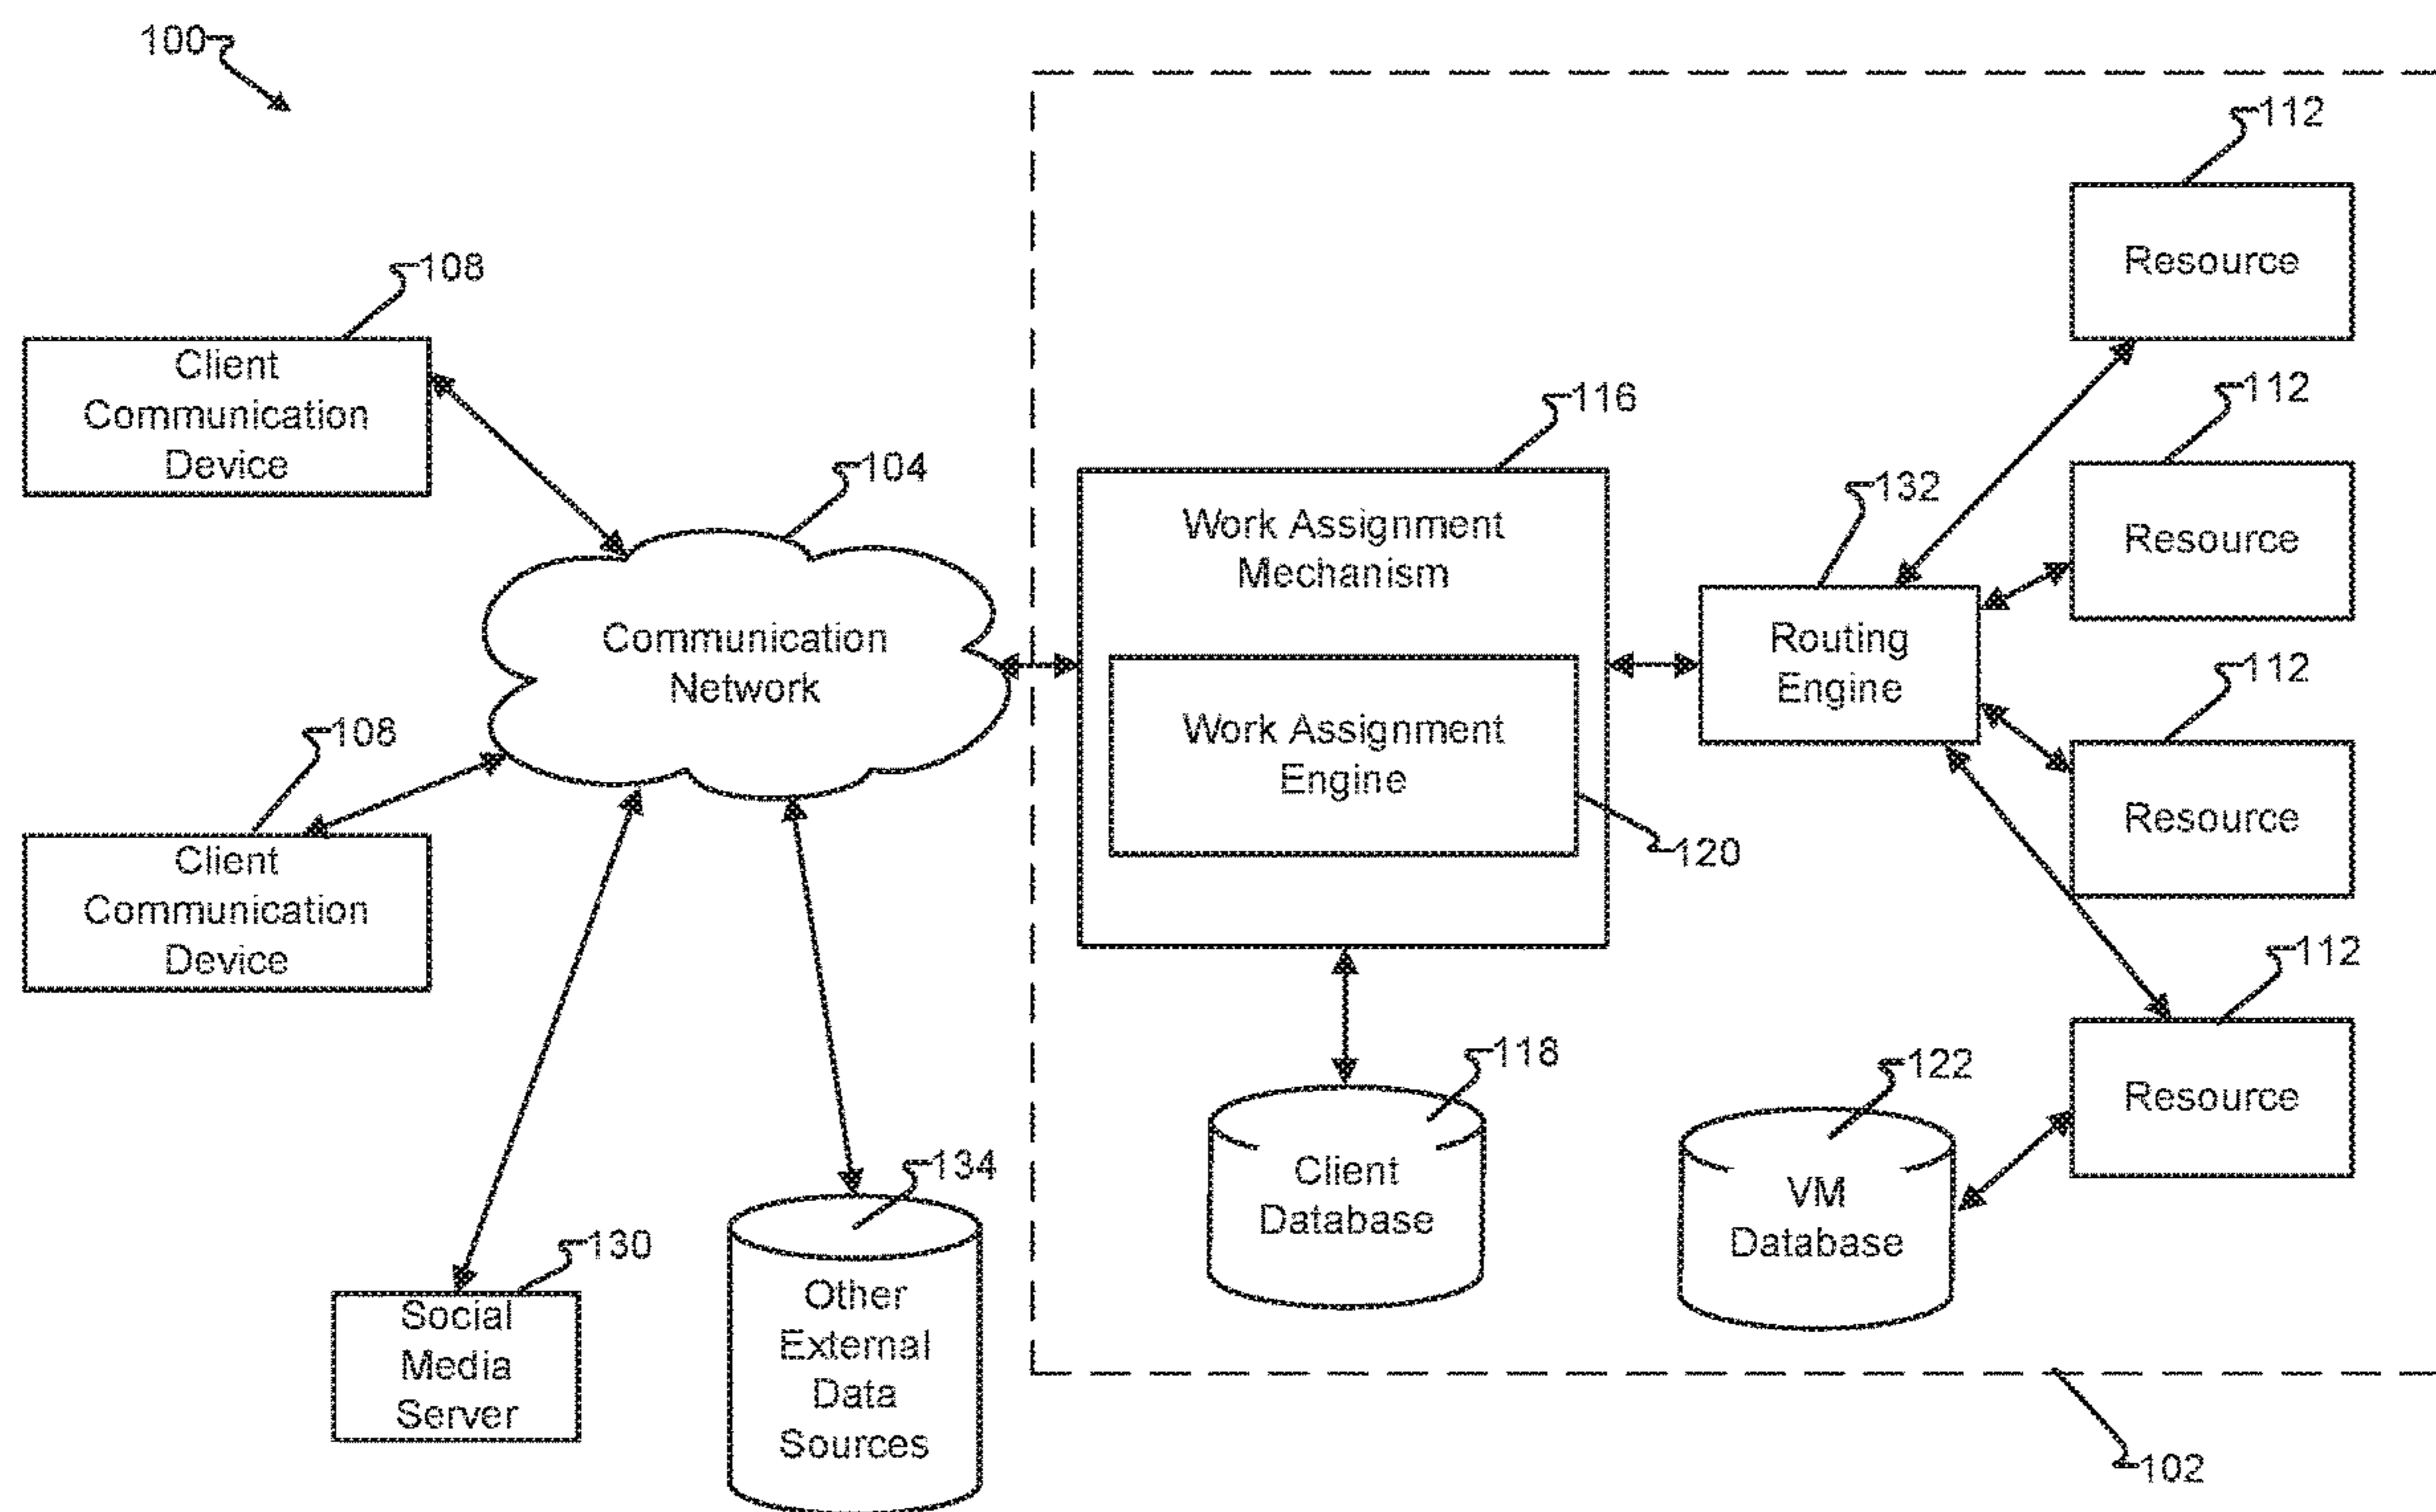 100
112
Resource
108
Client
Communication
Device
112
116
104
Resource
132
Work Assignment
Mechanism
Communication
Network
Routing
Engine
112
Work Assignment
Engine
108
Resource
120
Client
Communication
Device
112
118
122
Resource
134
Client
Database
VM
Database
130
Social
Media
Server
Other
External
Data
Sources
102